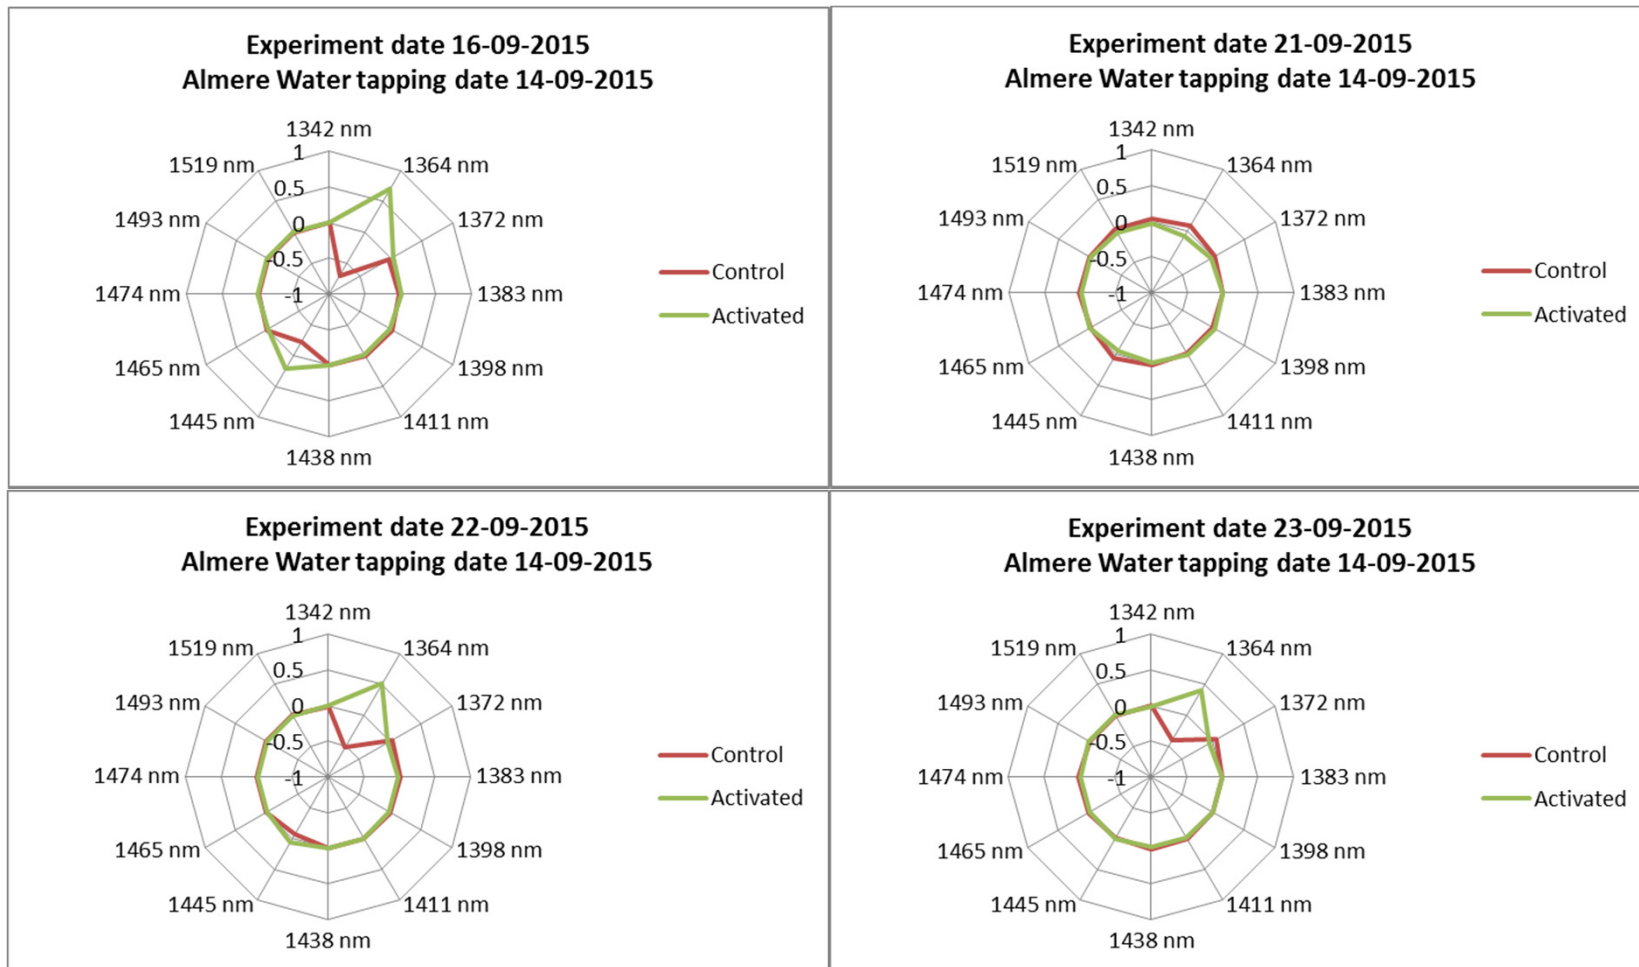 Experiment date 16-09-2015
Almere Water tapping date 14-09-2015
1342 nm
1
1519 nm
1364 nm
0.5
1493 nm
0
1372 nm
-0.5
Control
1474 nm
-1
1383 nm
Activated
1465 nm
1398 nm
1445 nm
1411 nm
1438 nm
Experiment date 21-09-2015
Almere Water tapping date 14-09-2015
1342 nm
1
1519 nm
1364 nm
0.5
1493 nm
0
1372 nm
-0.5
Control
1474 nm
-1
1383 nm
Activated
1465 nm
1398 nm
1445 nm
1411 nm
1438 nm
Experiment date 22-09-2015
Almere Water tapping date 14-09-2015
1342 nm
1
1519 nm
1364 nm
0.5
1493 nm
0
1372 nm
-0.5
Control
1474 nm
-1
1383 nm
Activated
1465 nm
1398 nm
1445 nm
1411 nm
1438 nm
Experiment date 23-09-2015
Almere Water tapping date 14-09-2015
1342 nm
1
1519 nm
1364 nm
0.5
1493 nm
0
1372 nm
-0.5
Control
1474 nm
-1
1383 nm
Activated
1465 nm
1398 nm
1445 nm
1411 nm
1438 nm